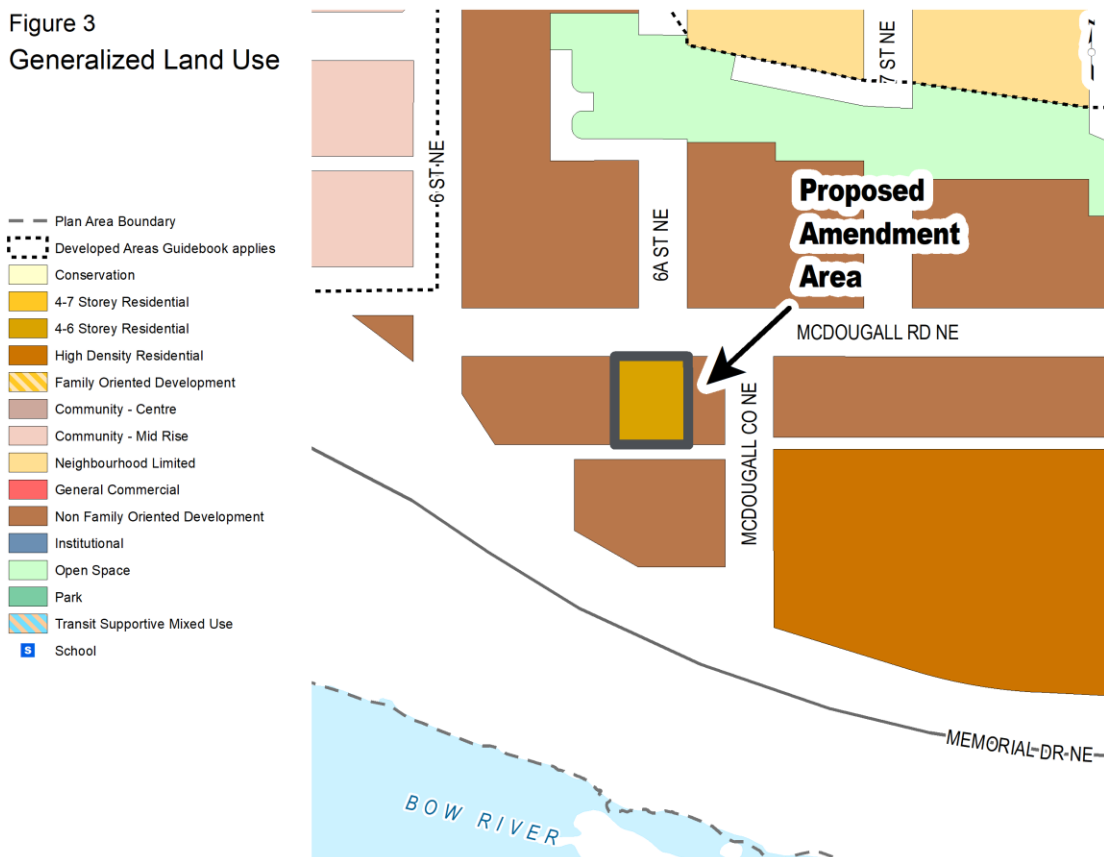 Figure 3
Generalized Land Use
Plan Area Boundary
Developed Areas Guidebook applies
Conservation
4-7 Storey Residential
4-6 Storey Residential
High Density Residential
Family Oriented Development
Community - Centre
Community - Mid Rise
Neighbourhood Limited
General Commercial
Non Family Oriented Development
Institutional
Open Space
Park
Transit Supportive Mixed Use
S School
6 ST NE
6A ST NE
7 ST NE
Proposed
Amendment
Area
MCDOUGALL RD NE
MCDOUGALL CO NE
MEMORIAL DR NE
BOW RIVER